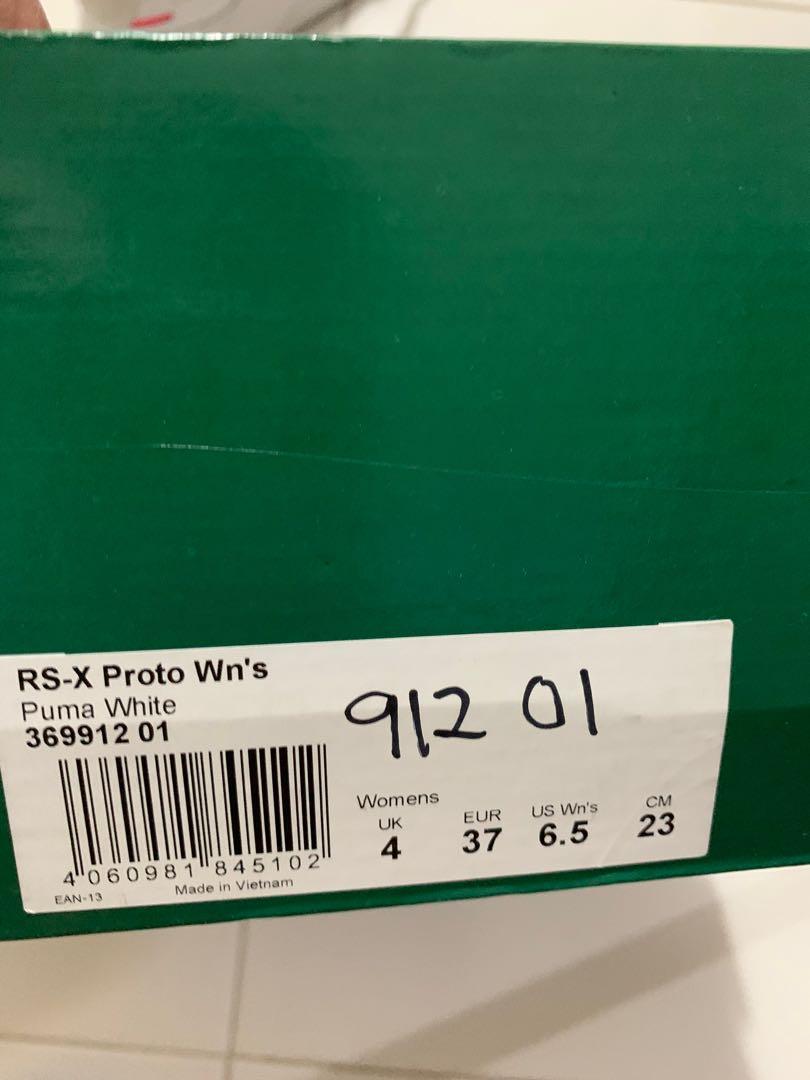 RS-X Proto Wn's
Puma White
369912 01
912 01
4 060981 845102
EAN-13
Made in Vietnam
Womens
UK EUR US Wn's CM
4 37 6.5 23